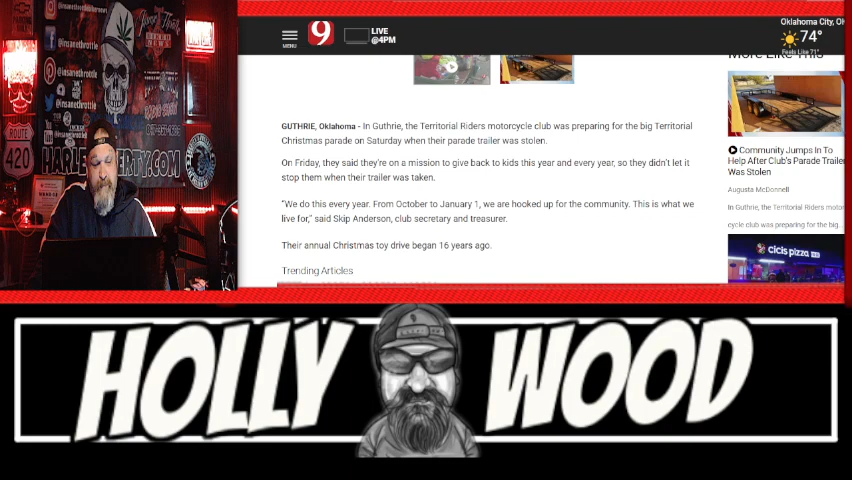 @insanethrottle
ROUTE
420
HARLEYLIBERTY.COM
MENU
9
LIVE
@4PM
Oklahoma City, Ok
74°
Feels Like 71°
More Like This
GUTHRIE, Oklahoma - In Guthrie, the Territorial Riders motorcycle club was preparing for the big Territorial
Christmas parade on Saturday when their parade trailer was stolen.
On Friday, they said they're on a mission to give back to kids this year and every year, so they didn't let it
stop them when their trailer was taken.
"We do this every year. From October to January 1, we are hooked up for the community. This is what we
live for," said Skip Anderson, club secretary and treasurer.
Their annual Christmas toy drive began 16 years ago.
Trending Articles
Community Jumps In To
Help After Club's Parade Trailer
Was Stolen
Augusta McDonnell
In Guthrie, the Territorial Riders motor
cycle club was preparing for the big.
cicis pizza
HOLLY WOOD